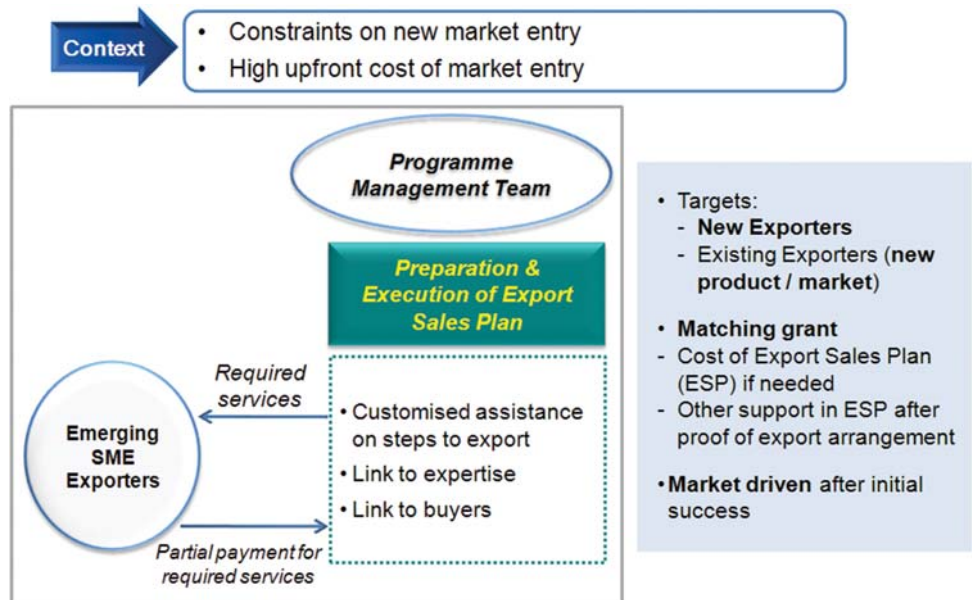 Context
• Constraints on new market entry
• High upfront cost of market entry
Programme
Management Team
Preparation &
Execution of Export
Sales Plan
Required
services
Emerging
SME
Exporters
• Customised assistance
on steps to export
• Link to expertise
• Link to buyers
Partial payment for
required services
• Targets:
- New Exporters
- Existing Exporters (new
product / market)
• Matching grant
- Cost of Export Sales Plan
(ESP) if needed
- Other support in ESP after
proof of export arrangement
• Market driven after initial
success